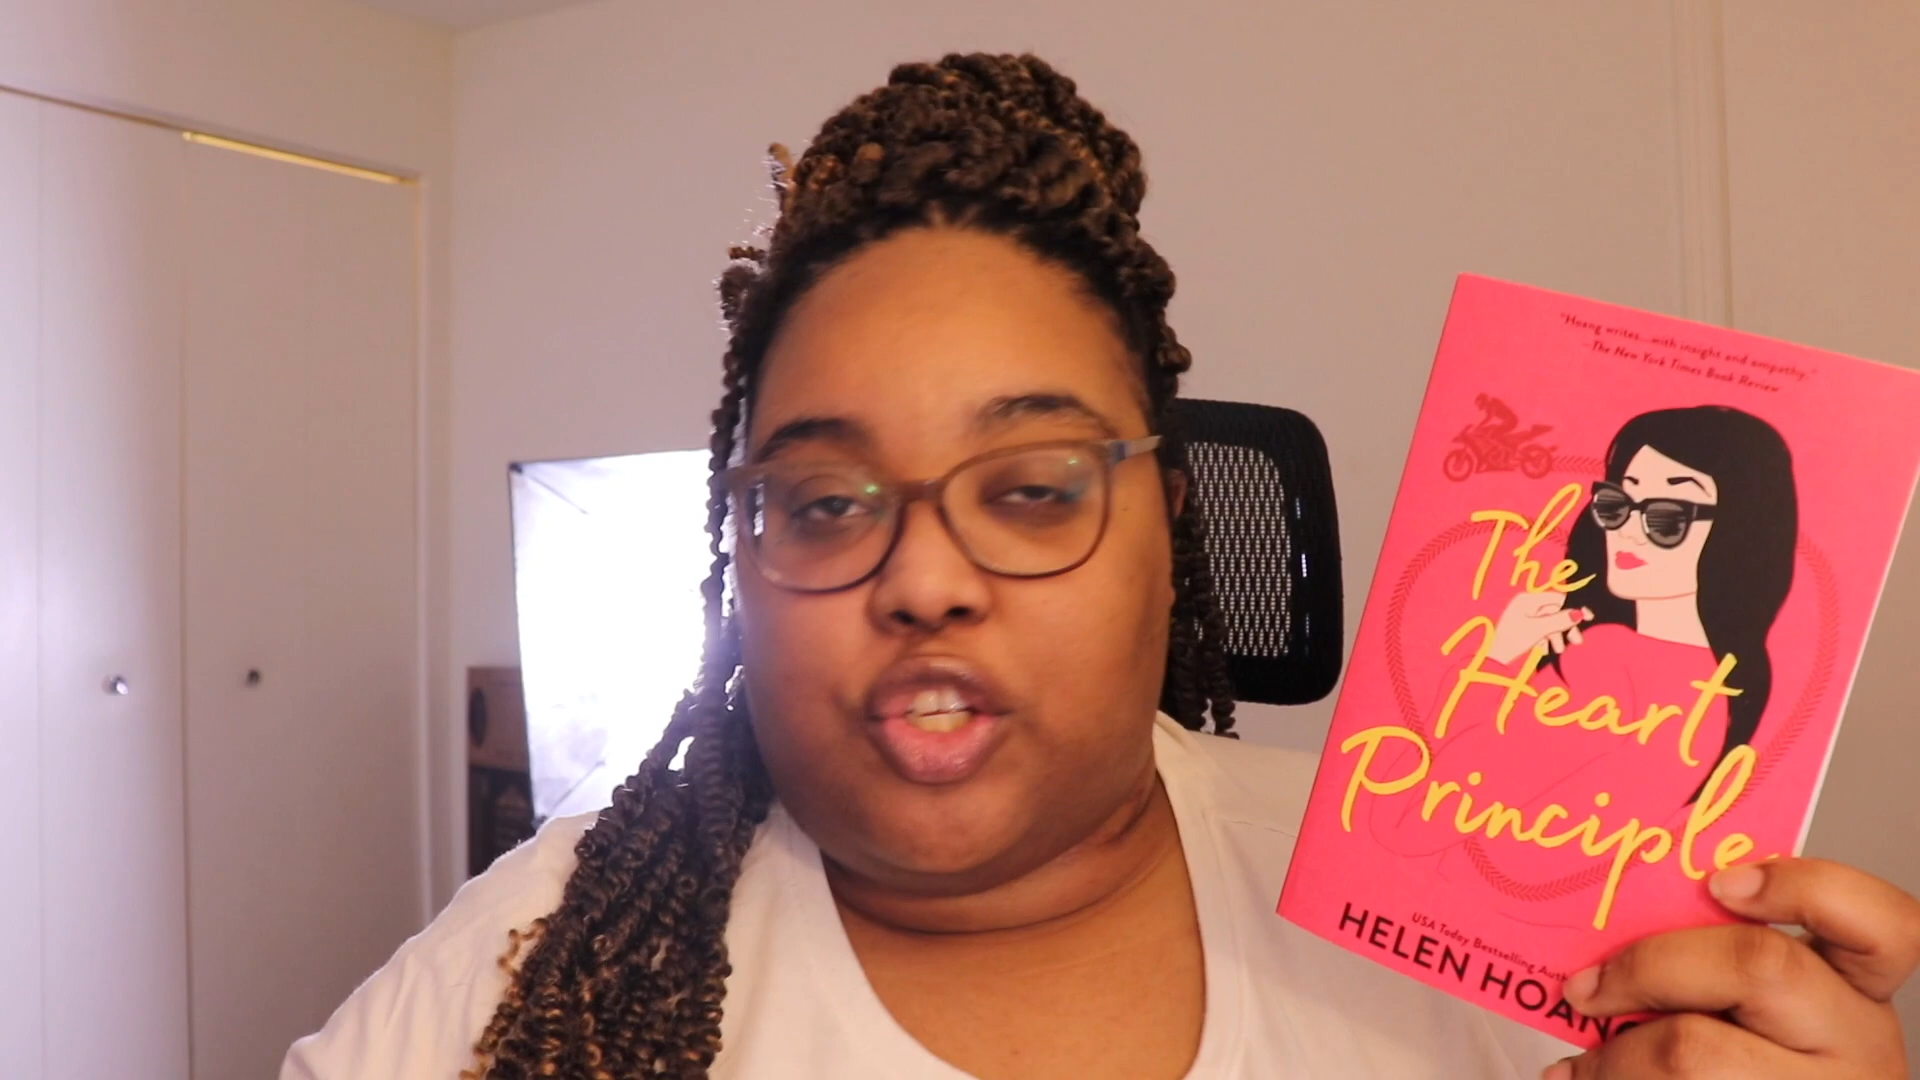 "Hoang writes...with insight and empathy."
—The New York Times Book Review
The
Heart
Principle
USA Today Bestselling
HELEN HOANG